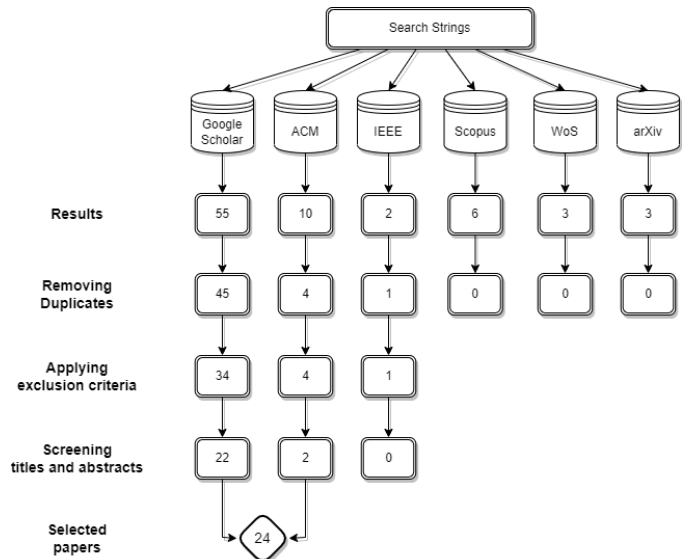 Search Strings
Google
Scholar
ACM
IEEE
Scopus
WoS
arXiv
Results
55
10
2
6
3
3
Removing
Duplicates
45
4
1
0
0
0
Applying
exclusion criteria
34
4
1
Screening
titles and abstracts
22
2
0
Selected
papers
24